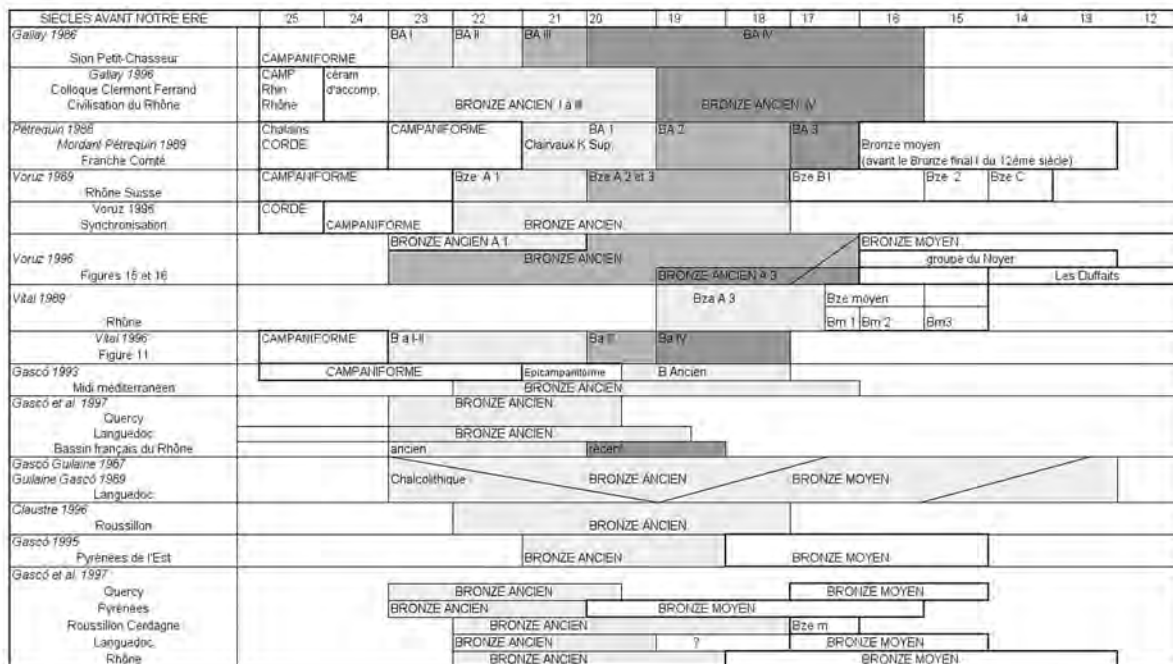 SIECLES AVANT NOTRE ERE 25 24 23 22 21 20 19 18 17 16 15 14 13 12
Gallay 1986 BA I BA II BA III BA IV
Sion Petit-Chasseur CAMPANIFORME
Gallay 1996 CAMP céram
Colloque Clermont Ferrand Rhin d'accomp.
Civilisation du Rhône Rhône BRONZE ANCIEN I à III BRONZE ANCIEN IV
Pétrequin 1986 Chalains CAMPANIFORME BA 1 BA 2 BA 3
Mordant Pétrequin 1989 CORDE Clairvaux K Sup. Bronze moyen
Franche Comté (avant le Bronze final I du 12éme siècle)
Voruz 1989 CAMPANIFORME Bze A 1 Bze A 2 et 3 Bze B1 Bze 2 Bze C
Rhône Suisse
Voruz 1996 CORDE
Synchronisation CAMPANIFORME BRONZE ANCIEN
BRONZE ANCIEN A 1 BRONZE MOYEN
Voruz 1996 BRONZE ANCIEN groupe du Noyer
Figures 15 et 16 BRONZE ANCIEN A 3 Les Duffaits
Vital 1989 Bza A 3 Bze moyen
Rhône Bm 1 Bm 2 Bm3
Vital 1996 CAMPANIFORME B a I-II Ba III Ba IV
Figure 11
Gascó 1993 CAMPANIFORME Epicampaniforme B Ancien
Midi méditerranéen BRONZE ANCIEN
Gascó et al. 1997 BRONZE ANCIEN
Quercy
Languedoc BRONZE ANCIEN
Bassin français du Rhône ancien récent
Gascó Guilaine 1987
Guilaine Gascó 1989 Chalcolithique BRONZE ANCIEN BRONZE MOYEN
Languedoc
Claustre 1996
Roussillon BRONZE ANCIEN
Gascó 1995
Pyrénées de l'Est BRONZE ANCIEN BRONZE MOYEN
Gascó et al. 1997
Quercy BRONZE ANCIEN BRONZE MOYEN
Pyrénées BRONZE ANCIEN BRONZE MOYEN
Roussillon Cerdagne BRONZE ANCIEN Bze m
Languedoc BRONZE ANCIEN ? BRONZE MOYEN
Rhône BRONZE ANCIEN BRONZE MOYEN